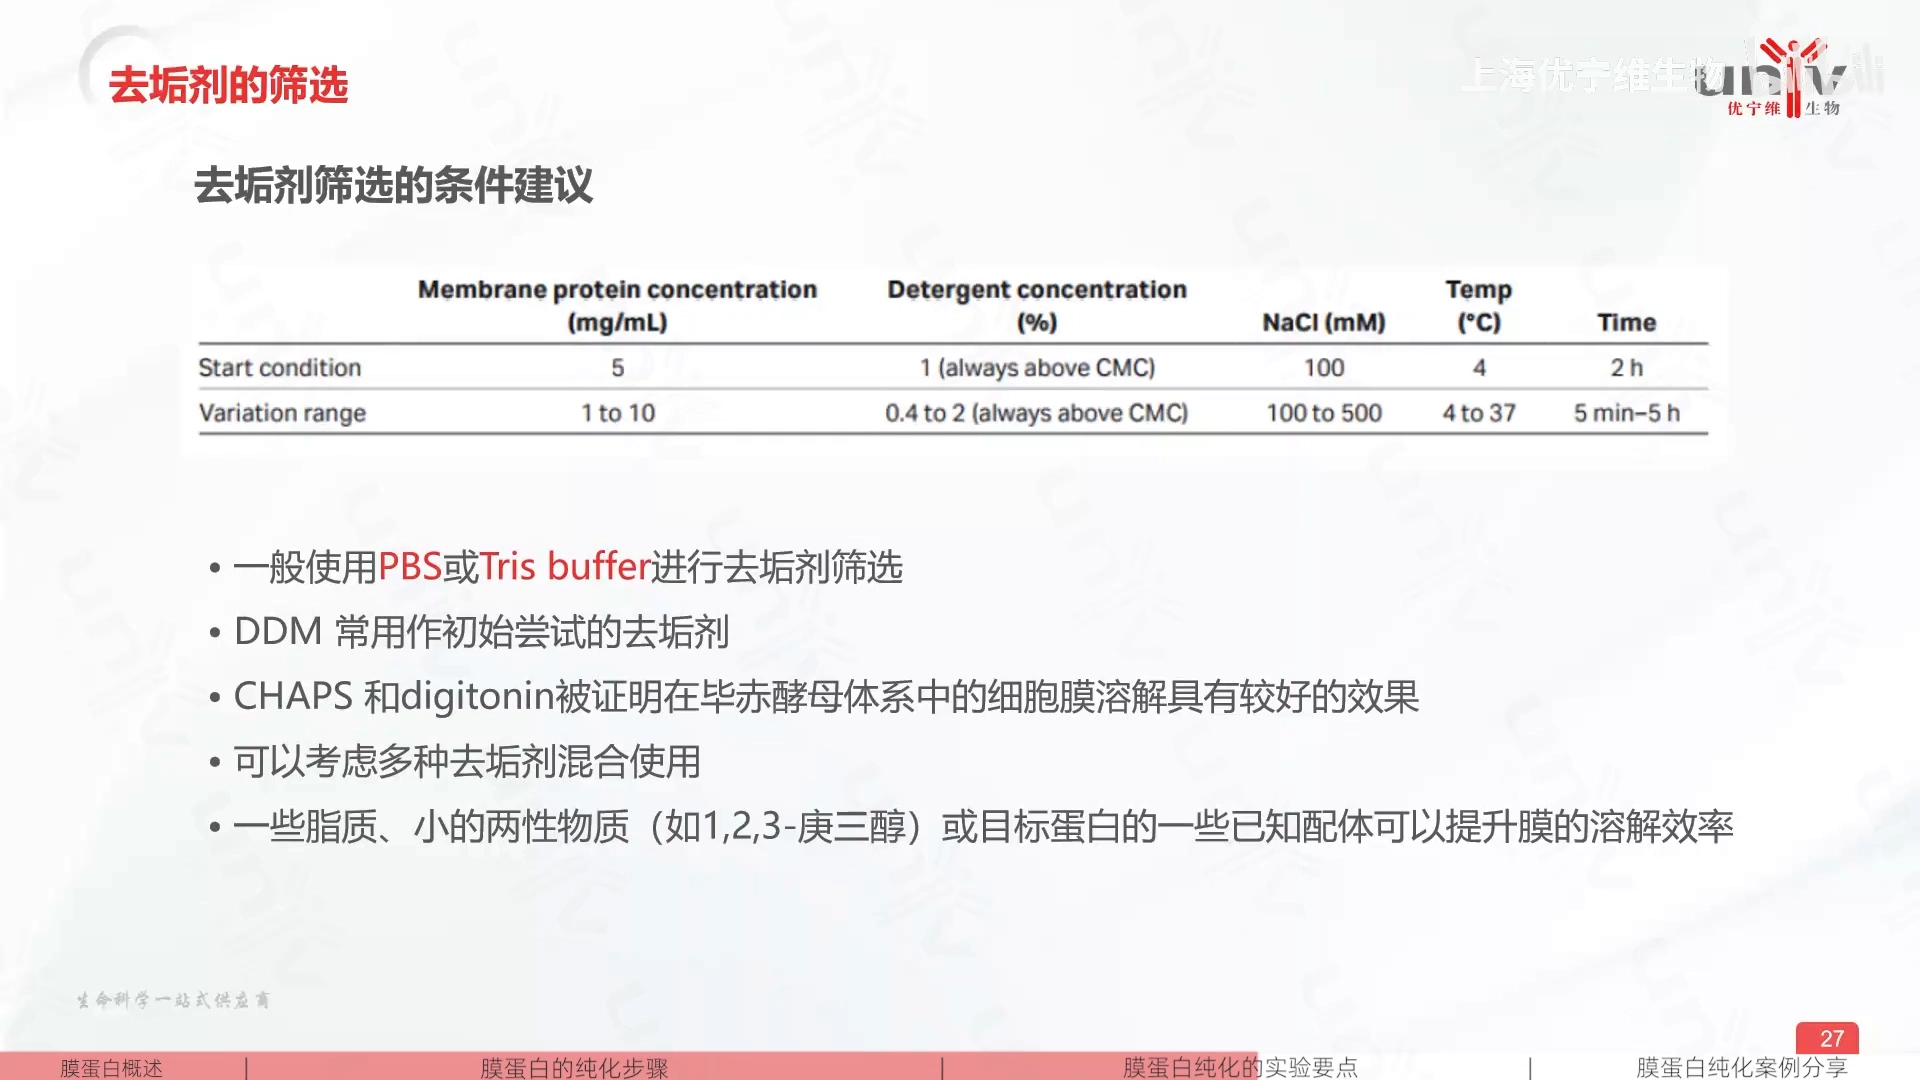 去垢剂的筛选
上海优宁维生物
univ
优宁维生物
去垢剂筛选的条件建议
Membrane protein concentration (mg/mL) Detergent concentration (%) NaCl (mM) Temp (°C) Time
Start condition 5 1 (always above CMC) 100 4 2 h
Variation range 1 to 10 0.4 to 2 (always above CMC) 100 to 500 4 to 37 5 min–5 h
• 一般使用PBS或Tris buffer进行去垢剂筛选
• DDM 常用作初始尝试的去垢剂
• CHAPS 和digitonin被证明在毕赤酵母体系中的细胞膜溶解具有较好的效果
• 可以考虑多种去垢剂混合使用
• 一些脂质、小的两性物质（如1,2,3-庚三醇）或目标蛋白的一些已知配体可以提升膜的溶解效率
生命科学一站式供应商
27
膜蛋白概述 | 膜蛋白的纯化步骤 | 膜蛋白纯化的实验要点 | 膜蛋白纯化案例分享